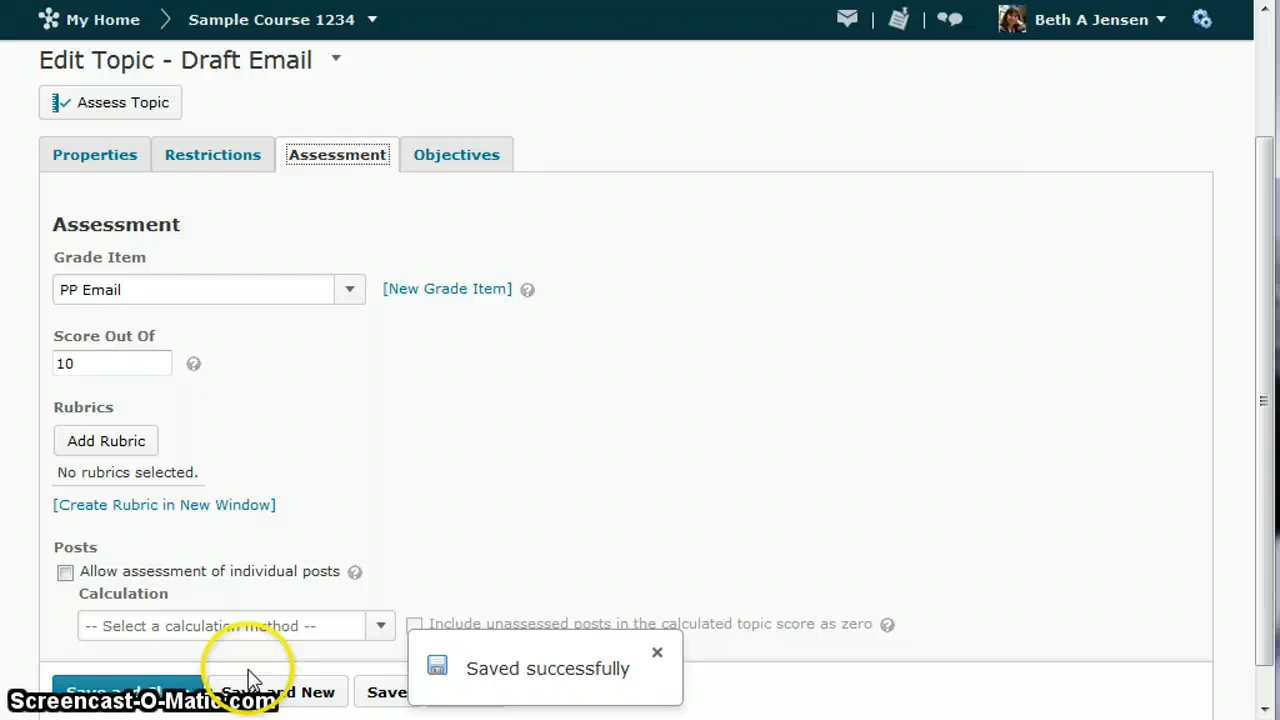 My Home Sample Course 1234 Beth A Jensen
Edit Topic - Draft Email
Assess Topic
Properties Restrictions Assessment Objectives
Assessment
Grade Item
PP Email [New Grade Item]
Score Out Of
10
Rubrics
Add Rubric
No rubrics selected.
[Create Rubric in New Window]
Posts
Allow assessment of individual posts
Calculation
-- Select a calculation method -- Include unassessed posts in the calculated topic score as zero
Saved successfully
Save and New Save
Screencast-O-Matic.com